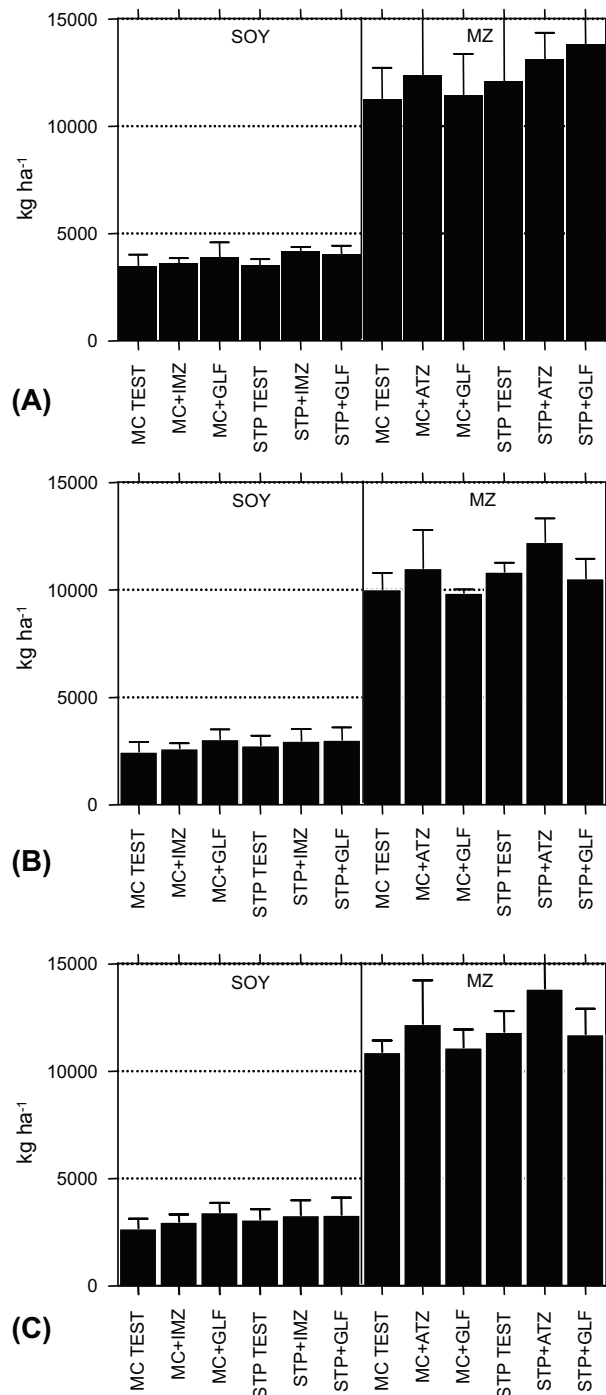 15000
SOY
MZ
10000
kg ha-1
5000
0
MC TEST
MC+IMZ
MC+GLF
STP TEST
STP+IMZ
STP+GLF
MC TEST
MC+ATZ
MC+GLF
STP TEST
STP+ATZ
STP+GLF
(A)
15000
SOY
MZ
10000
kg ha-1
5000
0
MC TEST
MC+IMZ
MC+GLF
STP TEST
STP+IMZ
STP+GLF
MC TEST
MC+ATZ
MC+GLF
STP TEST
STP+ATZ
STP+GLF
(B)
15000
SOY
MZ
10000
kg ha-1
5000
0
MC TEST
MC+IMZ
MC+GLF
STP TEST
STP+IMZ
STP+GLF
MC TEST
MC+ATZ
MC+GLF
STP TEST
STP+ATZ
STP+GLF
(C)